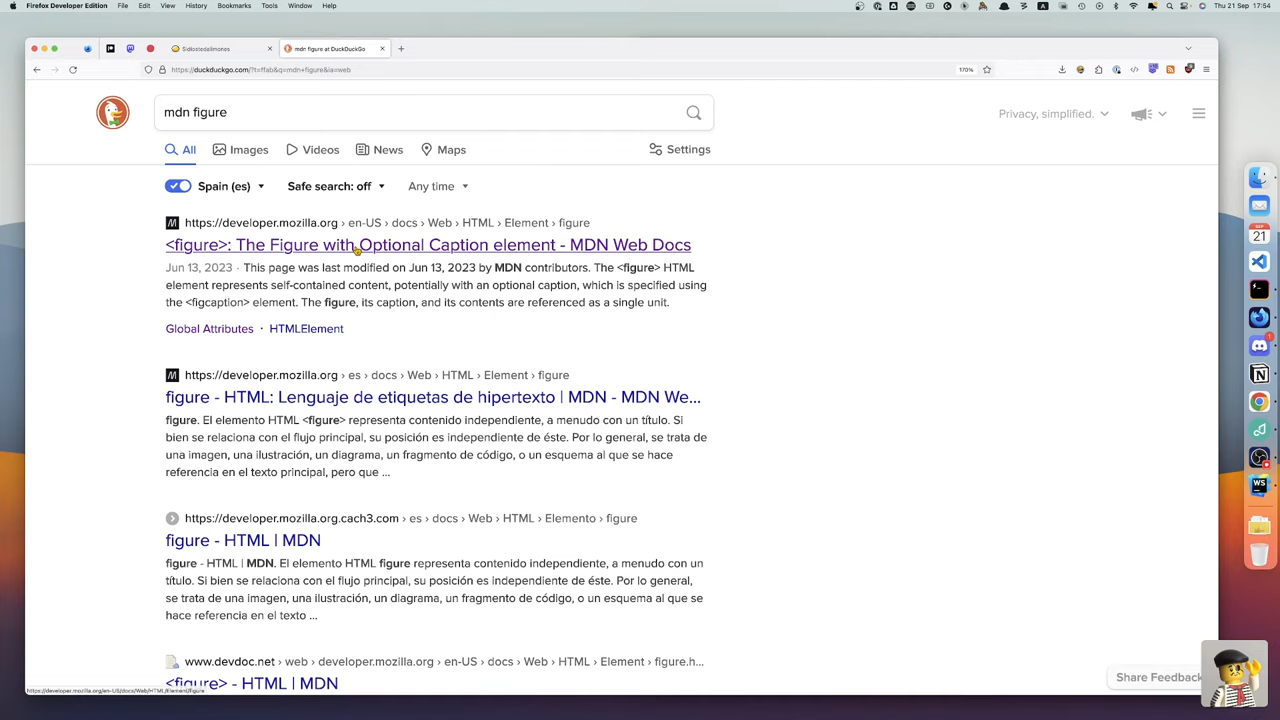 Firefox Developer Edition File Edit View History Bookmarks Tools Window Help Thu 21 Sep 17:54
Sidiostedalimones mdn figure at DuckDuckGo
https://duckduckgo.com/?t=ffab&q=mdn+figure&ia=web 170%
mdn figure
Privacy, simplified.
All Images Videos News Maps Settings
Spain (es) Safe search: off Any time
https://developer.mozilla.org › en-US › docs › Web › HTML › Element › figure
<figure>: The Figure with Optional Caption element - MDN Web Docs
Jun 13, 2023 · This page was last modified on Jun 13, 2023 by MDN contributors. The <figure> HTML
element represents self-contained content, potentially with an optional caption, which is specified using
the <figcaption> element. The figure, its caption, and its contents are referenced as a single unit.
Global Attributes · HTMLElement
https://developer.mozilla.org › es › docs › Web › HTML › Element › figure
figure - HTML: Lenguaje de etiquetas de hipertexto | MDN - MDN We...
figure. El elemento HTML <figure> representa contenido independiente, a menudo con un título. Si
bien se relaciona con el flujo principal, su posición es independiente de éste. Por lo general, se trata de
una imagen, una ilustración, un diagrama, un fragmento de código, o un esquema al que se hace
referencia en el texto principal, pero que ...
https://developer.mozilla.org.cach3.com › es › docs › Web › HTML › Elemento › figure
figure - HTML | MDN
figure - HTML | MDN. El elemento HTML figure representa contenido independiente, a menudo con un
título. Si bien se relaciona con el flujo principal, su posición es independiente de éste. Por lo general,
se trata de una imagen, una ilustración, un diagrama, un fragmento de código, o un esquema al que se
hace referencia en el texto ...
www.devdoc.net › web › developer.mozilla.org › en-US › docs › Web › HTML › Element › figure.h...
<figure> - HTML | MDN
Share Feedback
https://developer.mozilla.org/en-US/docs/Web/HTML/Element/figure